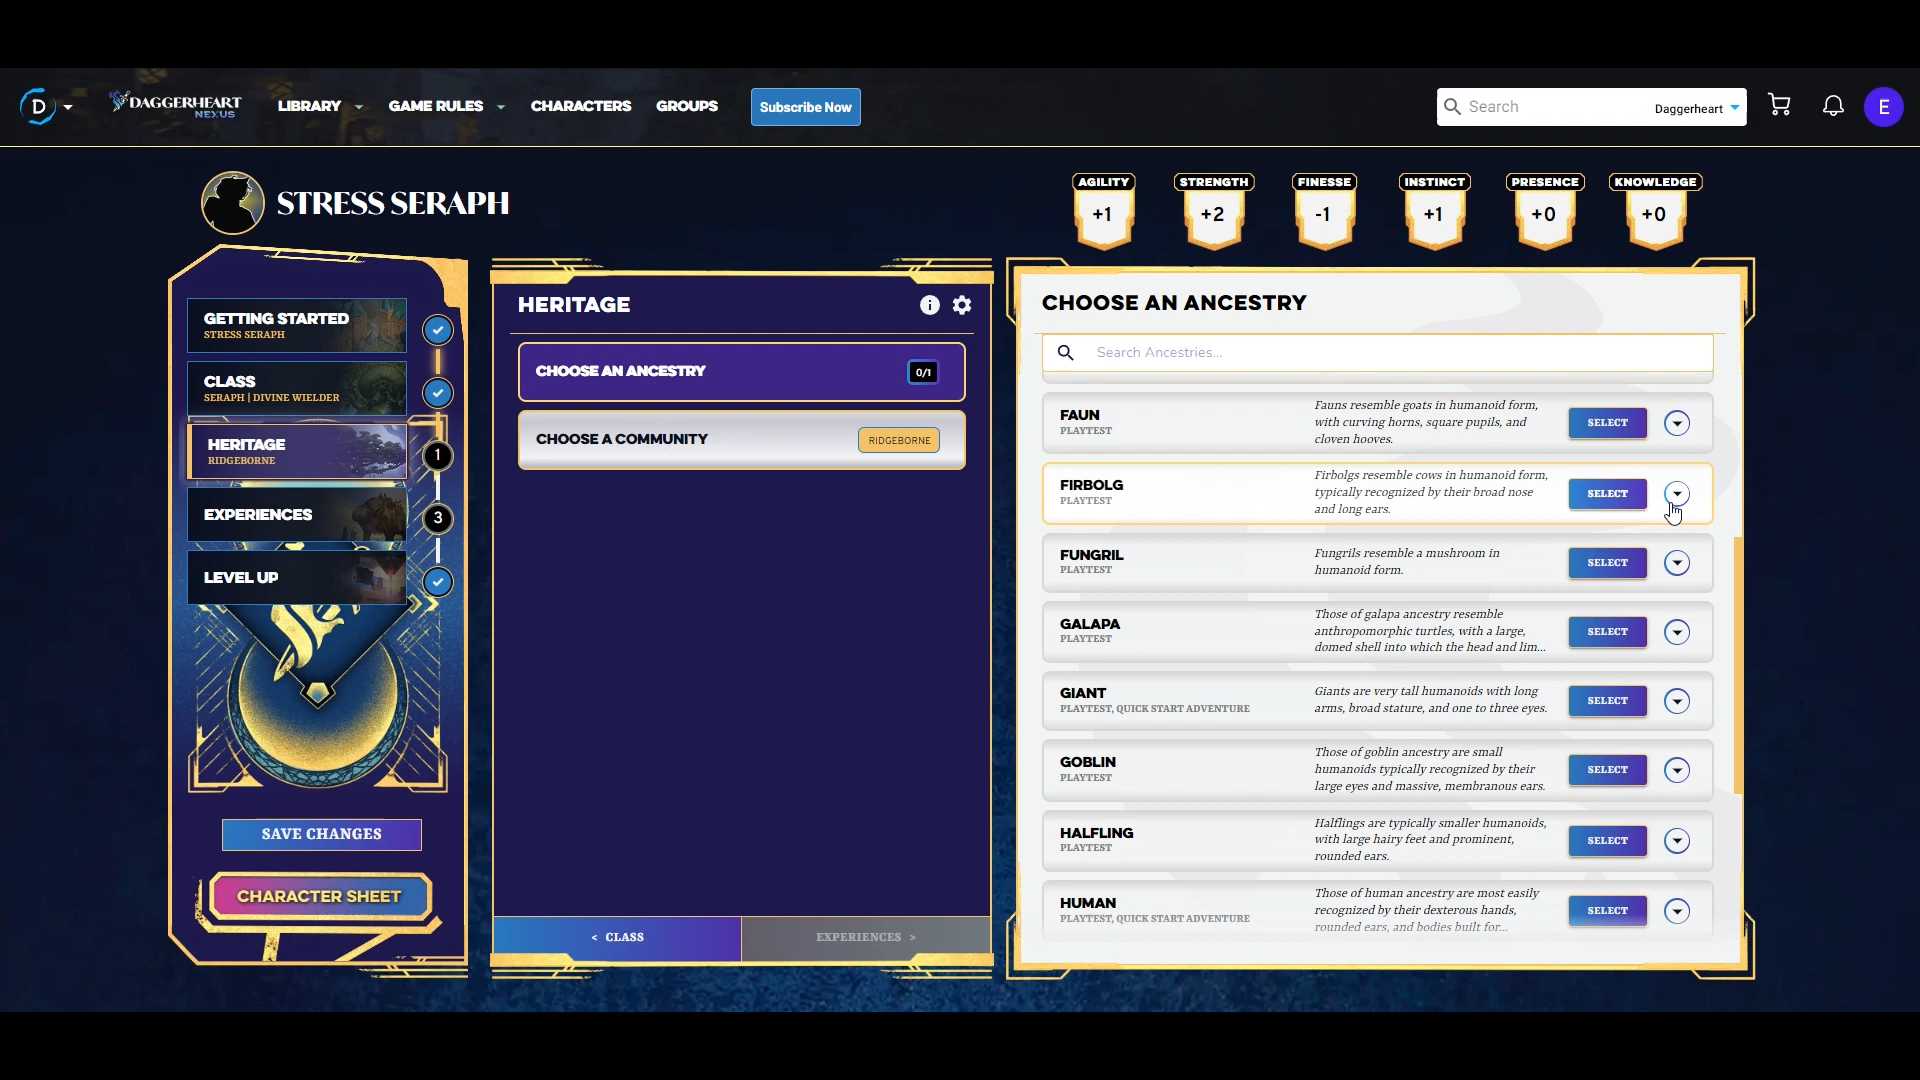 D
DAGGERHEART
NEXUS
LIBRARY
GAME RULES
CHARACTERS
GROUPS
Subscribe Now
Search
Daggerheart
E
STRESS SERAPH
AGILITY
+1
STRENGTH
+2
FINESSE
-1
INSTINCT
+1
PRESENCE
+0
KNOWLEDGE
+0
GETTING STARTED
STRESS SERAPH
CLASS
SERAPH | DIVINE WIELDER
HERITAGE
RIDGEBORNE
1
EXPERIENCES
3
LEVEL UP
SAVE CHANGES
CHARACTER SHEET
HERITAGE
CHOOSE AN ANCESTRY
0/1
CHOOSE A COMMUNITY
RIDGEBORNE
< CLASS
EXPERIENCES >
CHOOSE AN ANCESTRY
Search Ancestries...
FAUN
PLAYTEST
Fauns resemble goats in humanoid form,
with curving horns, square pupils, and
cloven hooves.
SELECT
FIRBOLG
PLAYTEST
Firbolgs resemble cows in humanoid form,
typically recognized by their broad nose
and long ears.
SELECT
FUNGRIL
PLAYTEST
Fungrils resemble a mushroom in
humanoid form.
SELECT
GALAPA
PLAYTEST
Those of galapa ancestry resemble
anthropomorphic turtles, with a large,
domed shell into which the head and lim...
SELECT
GIANT
PLAYTEST, QUICK START ADVENTURE
Giants are very tall humanoids with long
arms, broad stature, and one to three eyes.
SELECT
GOBLIN
PLAYTEST
Those of goblin ancestry are small
humanoids typically recognized by their
large eyes and massive, membranous ears.
SELECT
HALFLING
PLAYTEST
Halflings are typically smaller humanoids,
with large hairy feet and prominent,
rounded ears.
SELECT
HUMAN
PLAYTEST, QUICK START ADVENTURE
Those of human ancestry are most easily
recognized by their dexterous hands,
rounded ears, and bodies built for...
SELECT